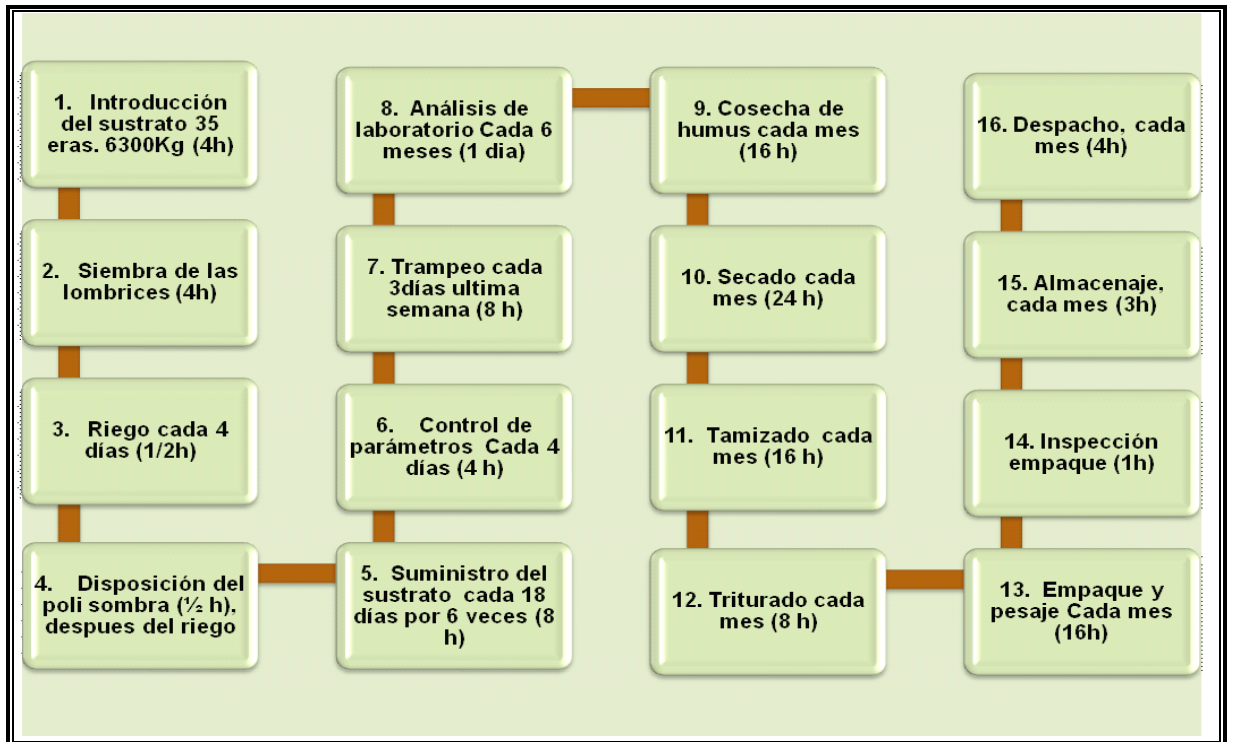 1. Introducción
del sustrato 35
eras. 6300Kg (4h)
2. Siembra de las
lombrices (4h)
3. Riego cada 4
días (1/2h)
4. Disposición del
poli sombra (½ h),
despues del riego
5. Suministro del
sustrato cada 18
días por 6 veces (8
h)
6. Control de
parámetros Cada 4
días (4 h)
7. Trampeo cada
3días ultima
semana (8 h)
8. Análisis de
laboratorio Cada 6
meses (1 dia)
9. Cosecha de
humus cada mes
(16 h)
10. Secado cada
mes (24 h)
11. Tamizado cada
mes (16 h)
12. Triturado cada
mes (8 h)
13. Empaque y
pesaje Cada mes
(16h)
14. Inspección
empaque (1h)
15. Almacenaje,
cada mes (3h)
16. Despacho, cada
mes (4h)